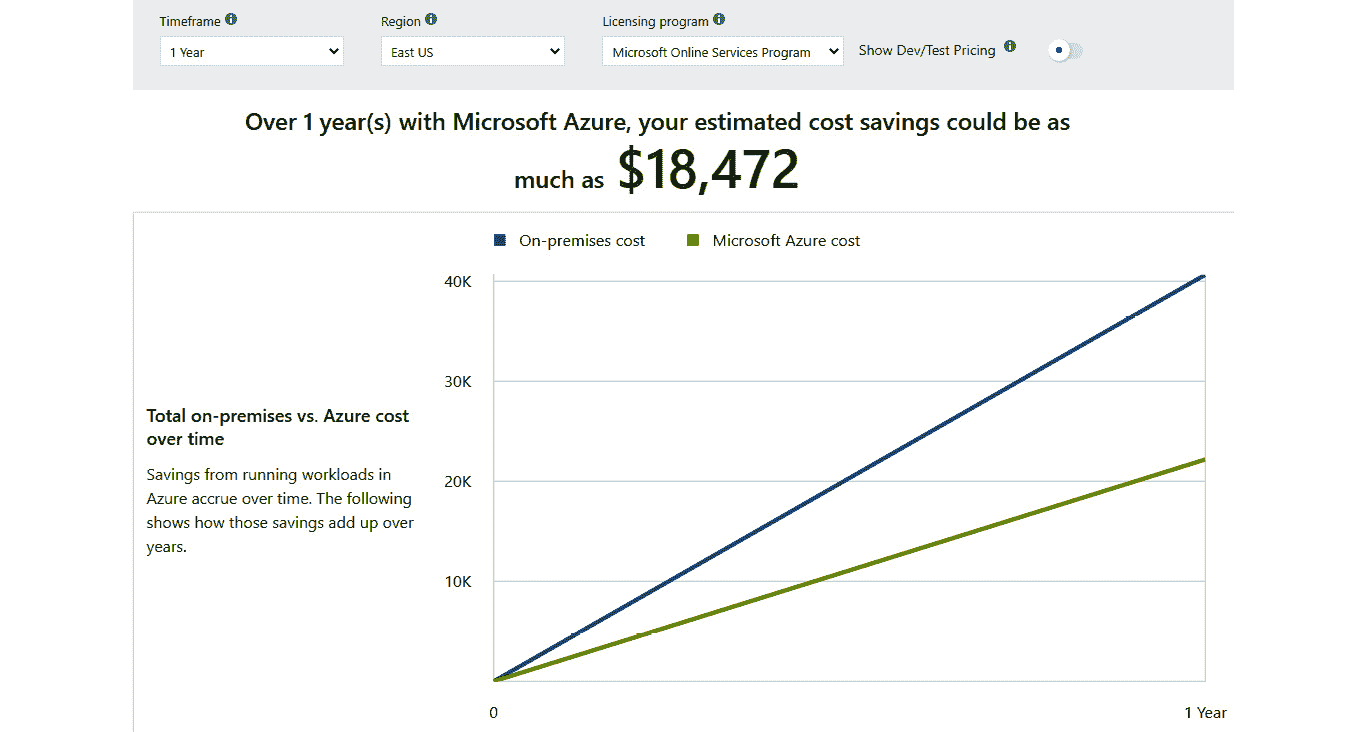 Timeframe
Region
Licensing program
1 Year
East US
Microsoft Online Services Program
Show Dev/Test Pricing
Over 1 year(s) with Microsoft Azure, your estimated cost savings could be as
much as $18,472
On-premises cost
Microsoft Azure cost
Total on-premises vs. Azure cost
over time
Savings from running workloads in
Azure accrue over time. The following
shows how those savings add up over
years.
40K
30K
20K
10K
0
1 Year